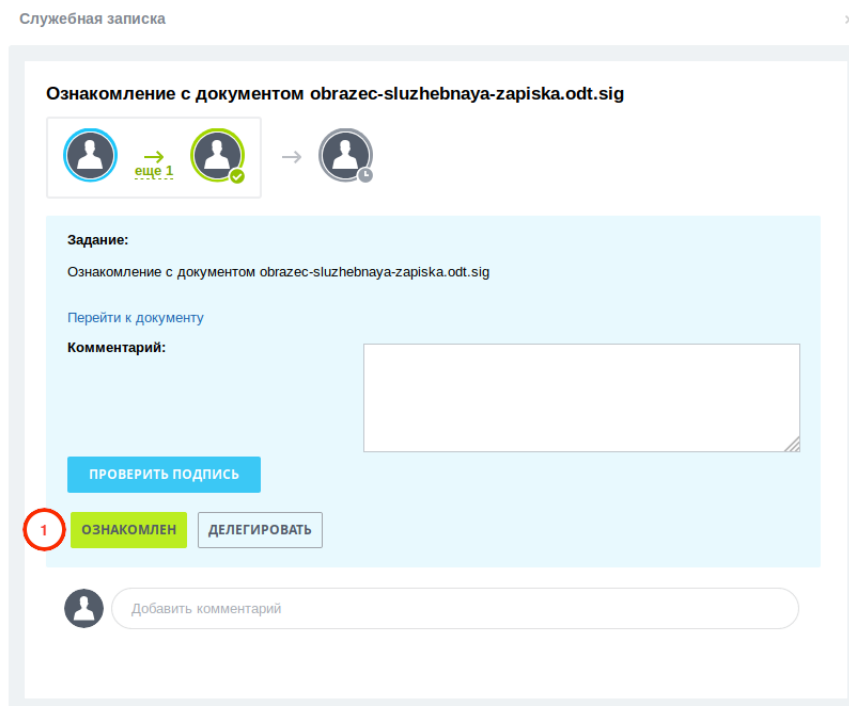 Служебная записка
Ознакомление с документом obrazec-sluzhebnaya-zapiska.odt.sig
еще 1
Задание:
Ознакомление с документом obrazec-sluzhebnaya-zapiska.odt.sig
Перейти к документу
Комментарий:
ПРОВЕРИТЬ ПОДПИСЬ
1 ОЗНАКОМЛЕН ДЕЛЕГИРОВАТЬ
Добавить комментарий